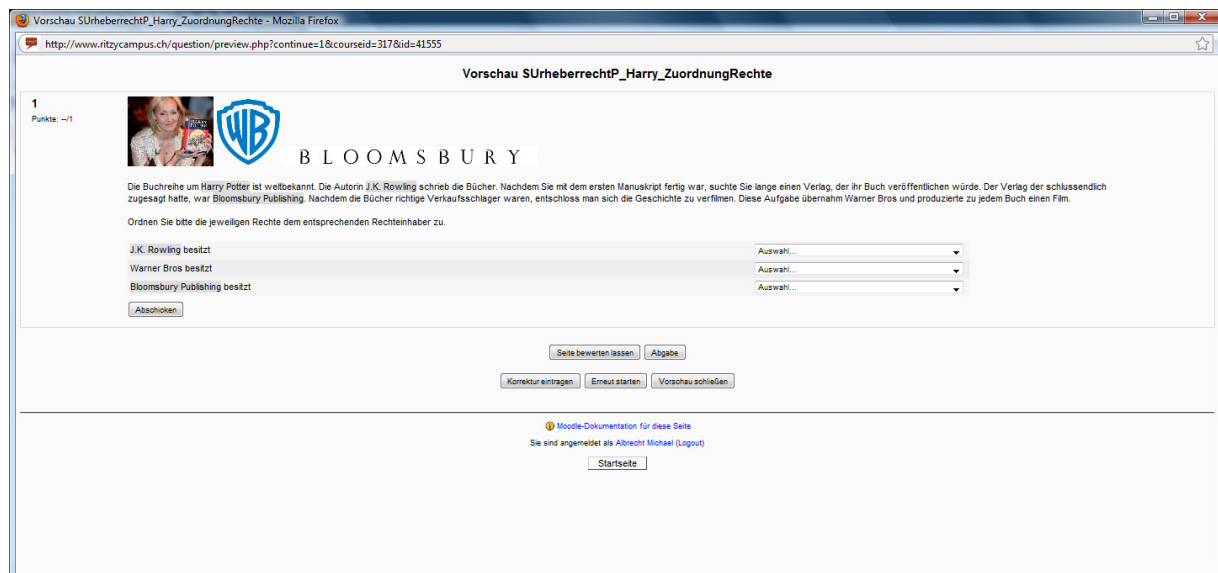 Vorschau SUrheberrechtP_Harry_ZuordnungRechte - Mozilla Firefox
http://www.ritzycampus.ch/question/preview.php?continue=1&courseid=317&id=41555
Vorschau SUrheberrechtP_Harry_ZuordnungRechte
1
Punkte: --/1
WB
BLOOMSBURY
Die Buchreihe um Harry Potter ist weltbekannt. Die Autorin J.K. Rowling schrieb die Bücher. Nachdem Sie mit dem ersten Manuskript fertig war, suchte Sie lange einen Verlag, der ihr Buch veröffentlichen würde. Der Verlag der schlussendlich
zugesagt hatte, war Bloomsbury Publishing. Nachdem die Bücher richtige Verkaufsschlager waren, entschloss man sich die Geschichte zu verfilmen. Diese Aufgabe übernahm Warner Bros und produzierte zu jedem Buch einen Film.
Ordnen Sie bitte die jeweiligen Rechte dem entsprechenden Rechteinhaber zu.
J.K. Rowling besitzt Auswahl...
Warner Bros besitzt Auswahl...
Bloomsbury Publishing besitzt Auswahl...
Abschicken
Seite bewerten lassen Abgabe
Korrektur eintragen Erneut starten Vorschau schließen
Moodle-Dokumentation für diese Seite
Sie sind angemeldet als Albrecht Michael (Logout)
Startseite